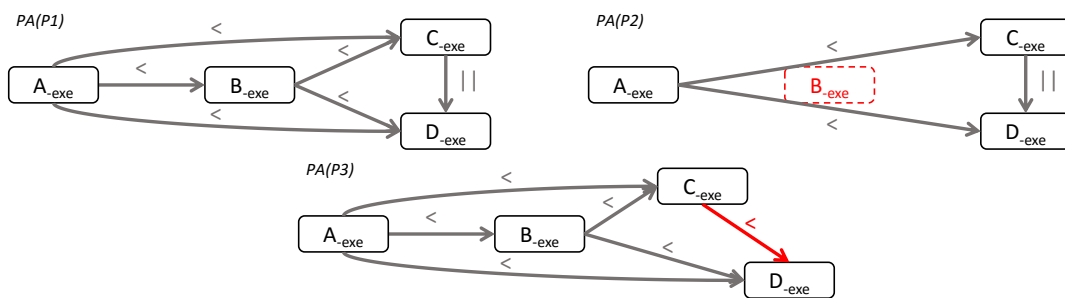 PA(P1)
<
C-exe
<
<
A-exe
B-exe
||
<
<
D-exe
PA(P2)
C-exe
<
A-exe
B-exe
||
<
D-exe
PA(P3)
<
C-exe
<
<
<
A-exe
B-exe
<
<
D-exe